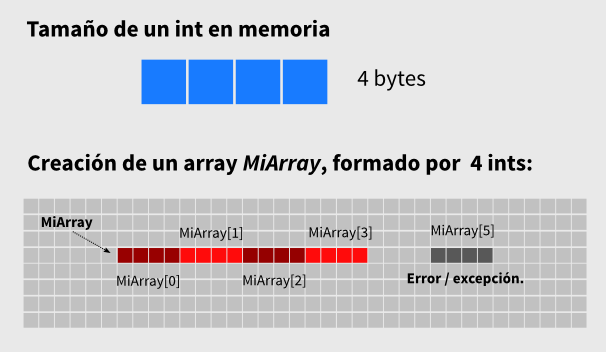 Tamaño de un int en memoria
4 bytes
Creación de un array MiArray, formado por 4 ints:
MiArray
MiArray[1]
MiArray[3]
MiArray[5]
MiArray[0]
MiArray[2]
Error / excepción.